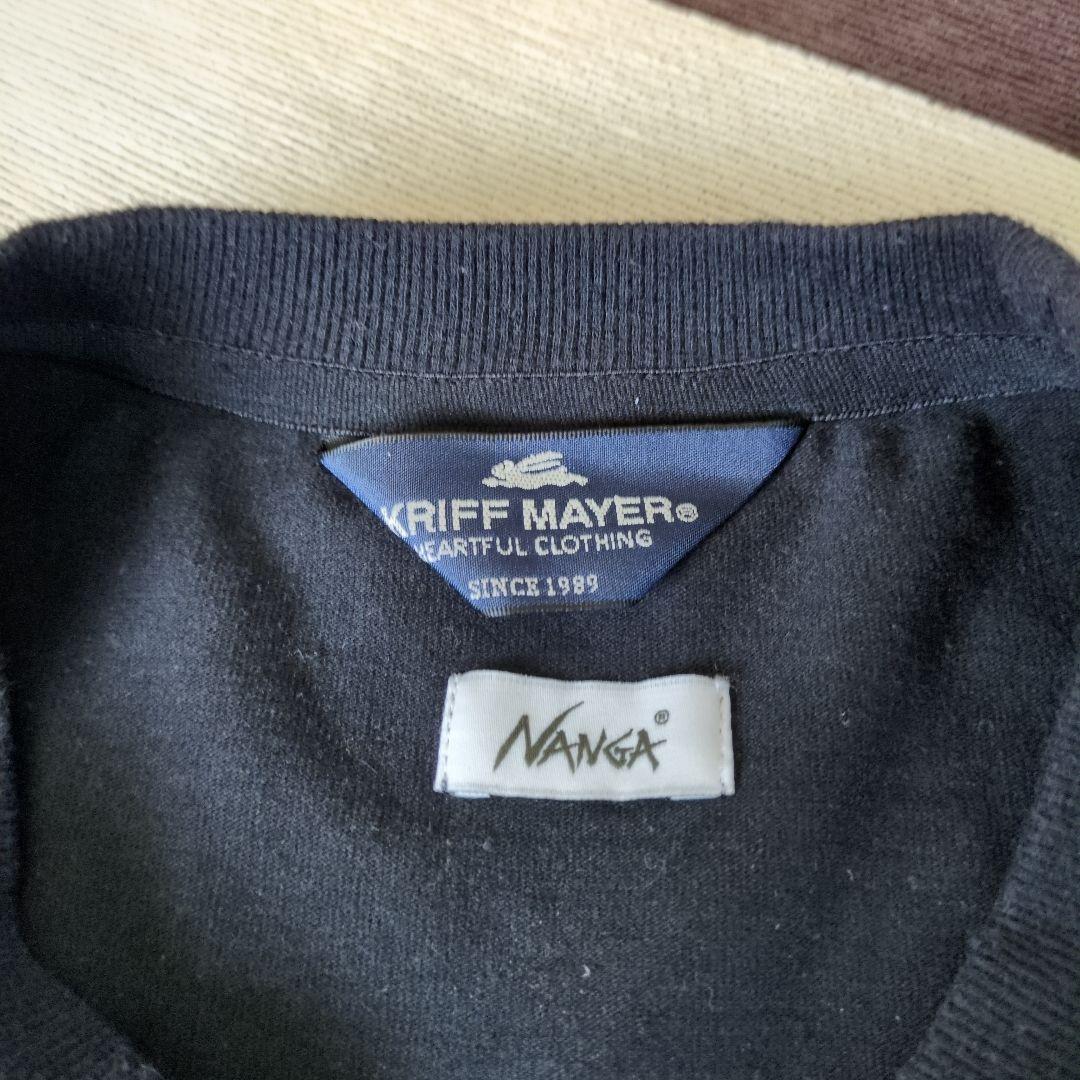 KRIFF MAYER®
HEARTFUL CLOTHING
SINCE 1989
NANGA®